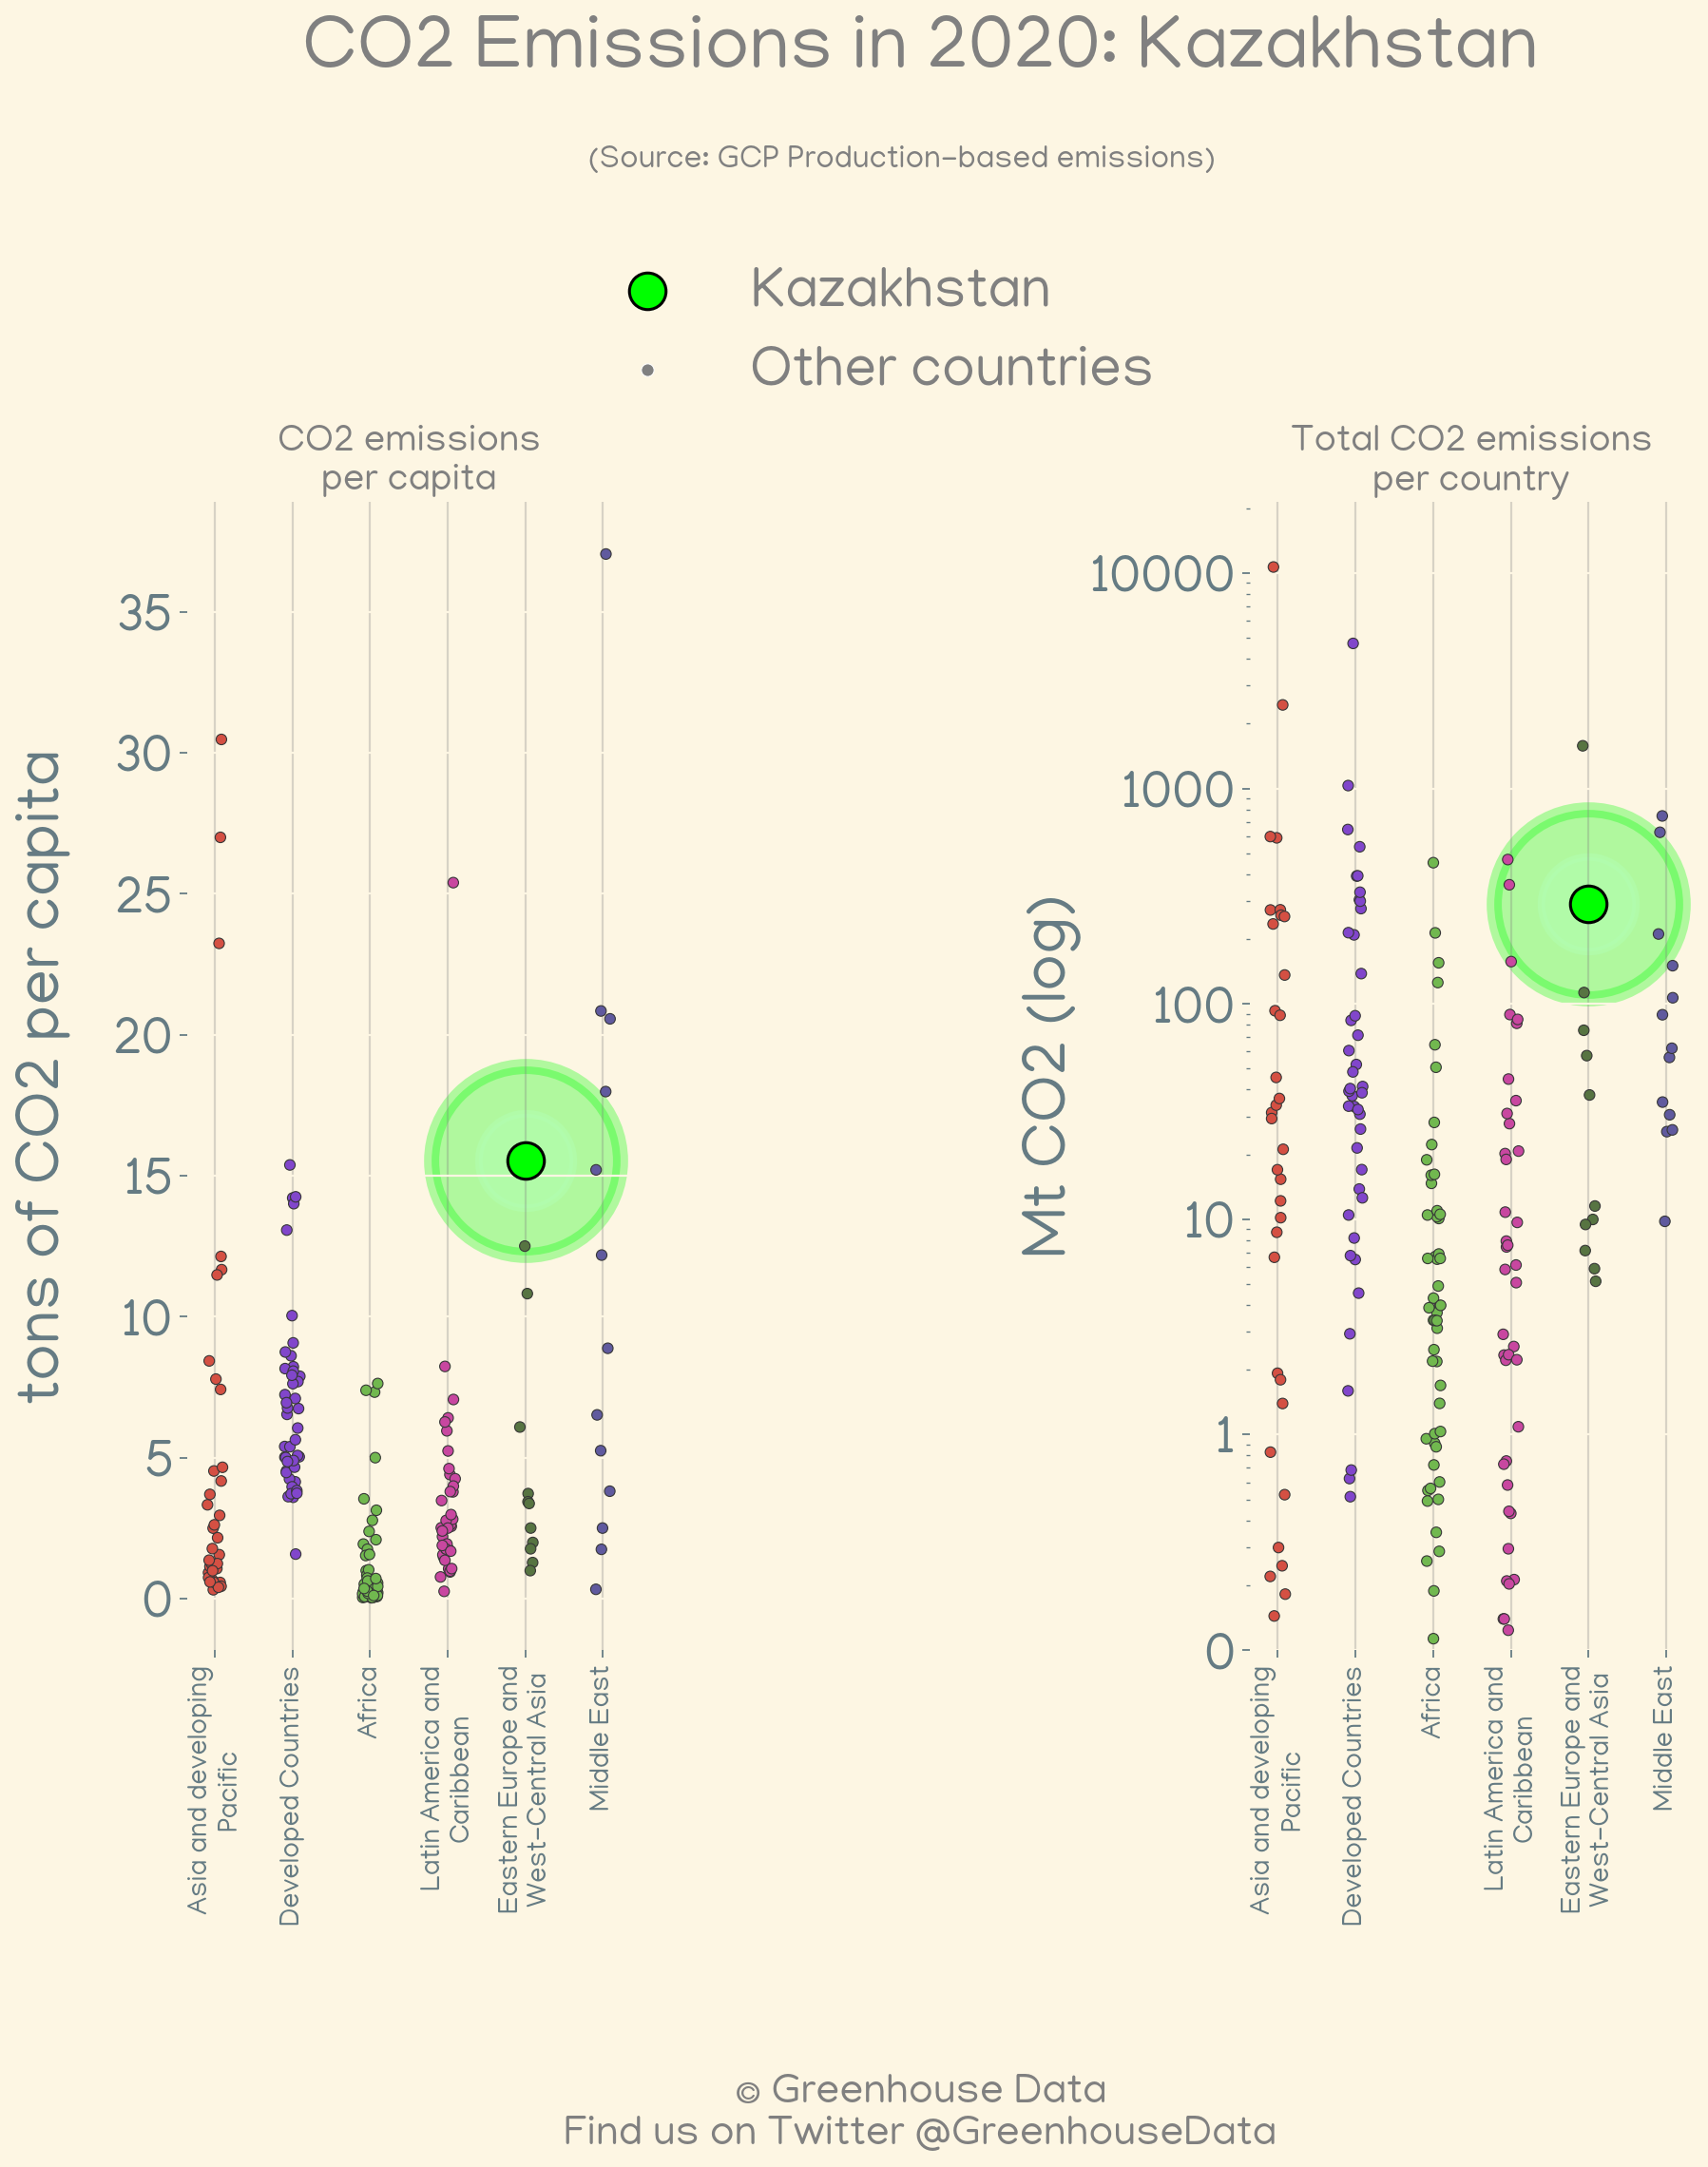 CO2 Emissions in 2020: Kazakhstan
(Source: GCP Production-based emissions)
Kazakhstan
Other countries
CO2 emissions
per capita
tons of CO2 per capita
35
30
25
20
15
10
5
0
Asia and developing
Pacific
Developed Countries
Africa
Latin America and
Caribbean
Eastern Europe and
West-Central Asia
Middle East
Total CO2 emissions
per country
Mt CO2 (log)
10000
1000
100
10
1
0
Asia and developing
Pacific
Developed Countries
Africa
Latin America and
Caribbean
Eastern Europe and
West-Central Asia
Middle East
© Greenhouse Data
Find us on Twitter @GreenhouseData